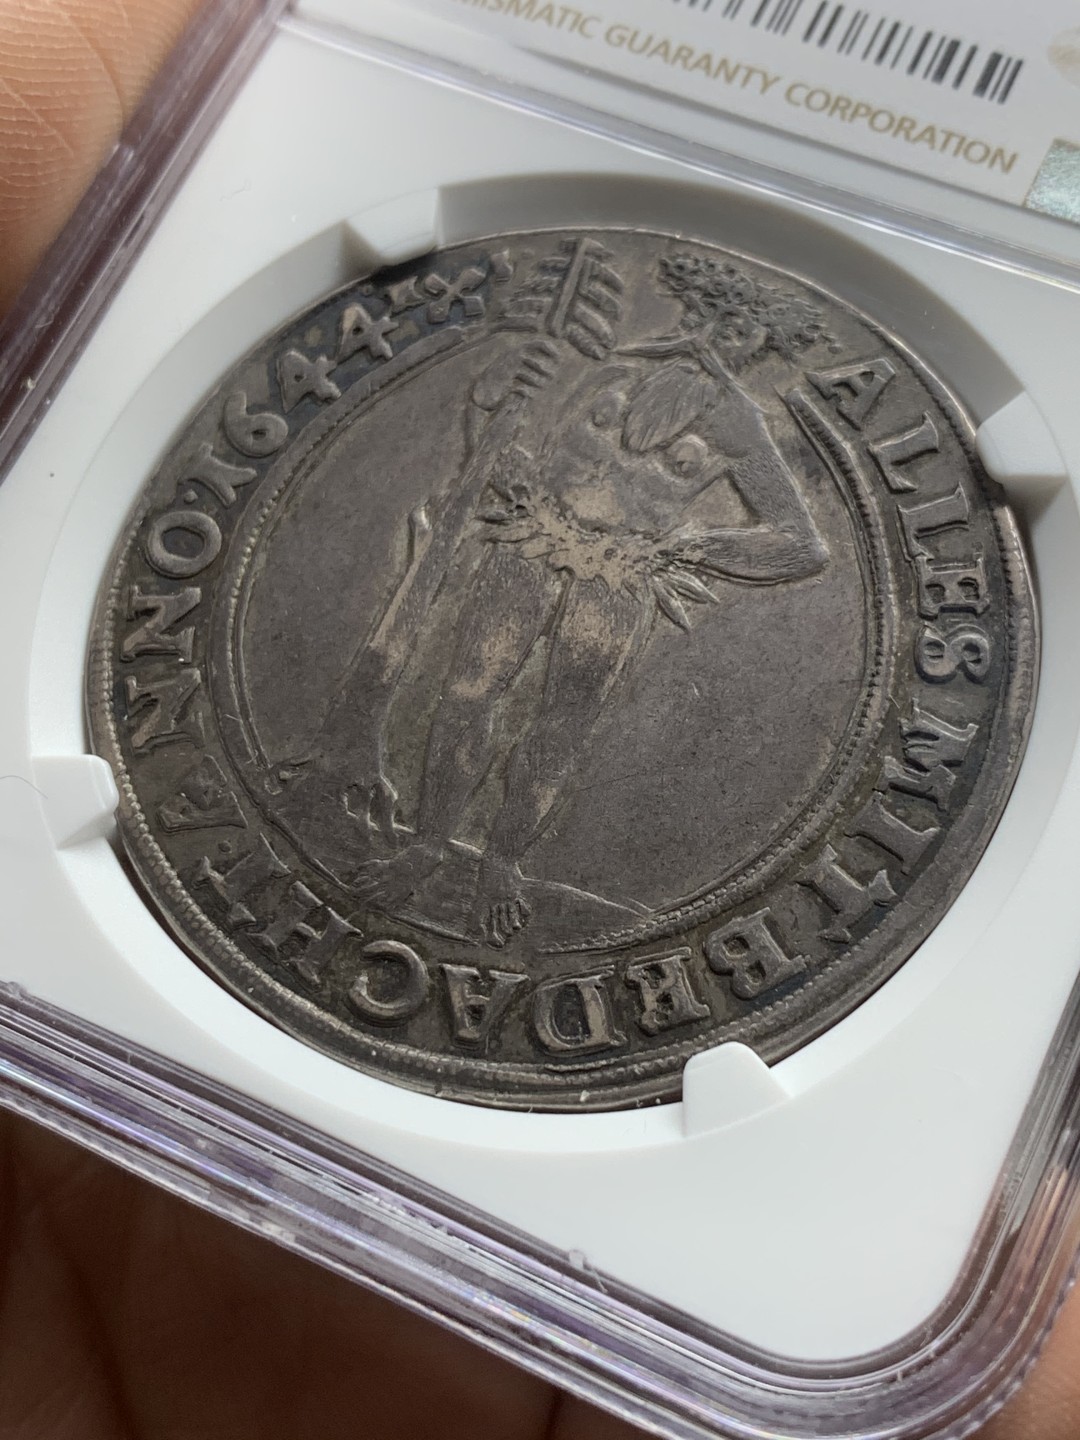 NUMISMATIC GUARANTY CORPORATION
ALLES MIT BEDACHT. ANNO. 1644